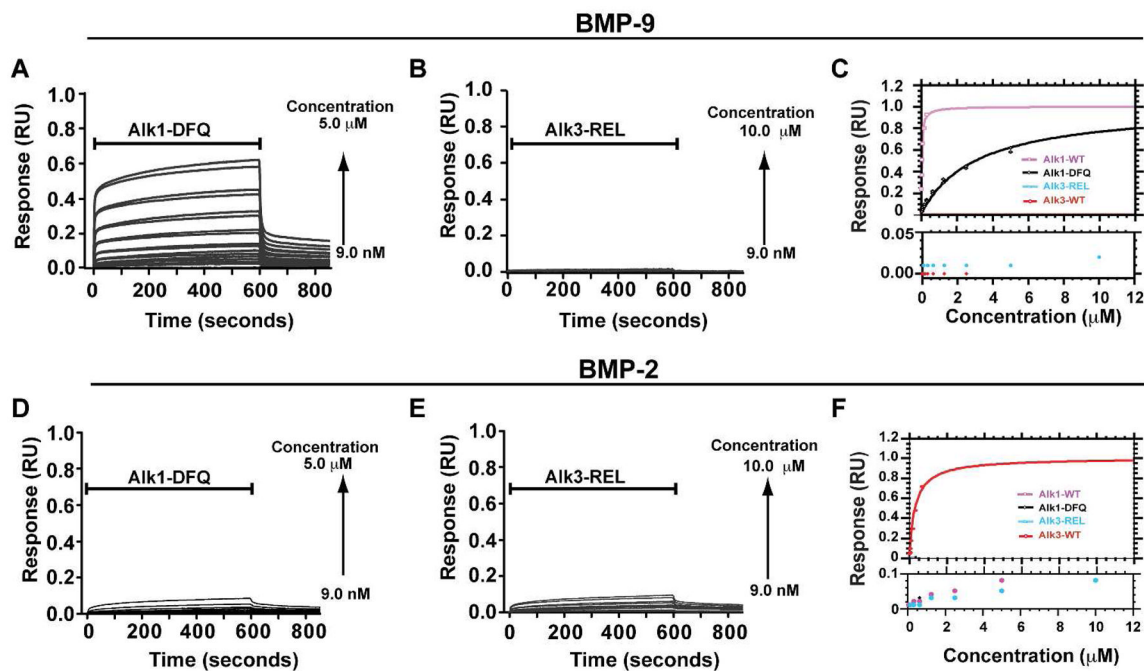 BMP-9
A
B
C
Response (RU)
1.0
0.8
0.6
0.4
0.2
0.0
Alk1-DFQ
Concentration
5.0 μM
9.0 nM
0 200 400 600 800
Time (seconds)
Response (RU)
1.0
0.8
0.6
0.4
0.2
0.0
Alk3-REL
Concentration
10.0 μM
9.0 nM
0 200 400 600 800
Time (seconds)
Response (RU)
1.2
1.0
0.8
0.6
0.4
0.2
0
Alk1-WT
Alk1-DFQ
Alk3-REL
Alk3-WT
0.05
0.00
0 2 4 6 8 10 12
Concentration (μM)
BMP-2
D
E
F
Response (RU)
1.0
0.8
0.6
0.4
0.2
0.0
Alk1-DFQ
Concentration
5.0 μM
9.0 nM
0 200 400 600 800
Time (seconds)
Response (RU)
1.0
0.8
0.6
0.4
0.2
0.0
Alk3-REL
Concentration
10.0 μM
9.0 nM
0 200 400 600 800
Time (seconds)
Response (RU)
1.2
1.0
0.8
0.6
0.4
0.2
0
Alk1-WT
Alk1-DFQ
Alk3-REL
Alk3-WT
0.1
0
0 2 4 6 8 10 12
Concentration (μM)